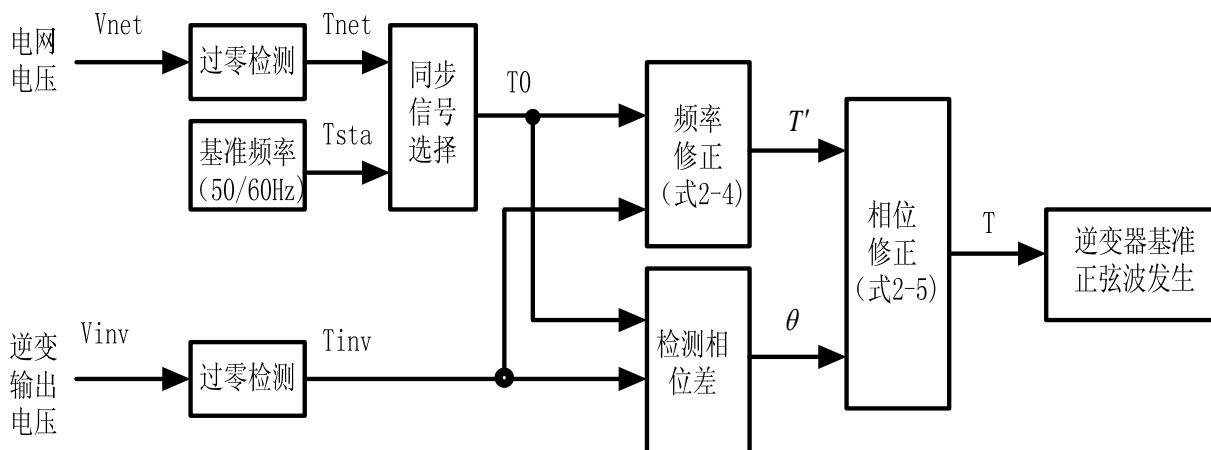 电网
电压
Vnet
过零检测
Tnet
基准频率
(50/60Hz)
Tsta
同步
信号
选择
T0
频率
修正
(式2-4)
T'
相位
修正
(式2-5)
T
逆变器基准
正弦波发生
逆变
输出
电压
Vinv
过零检测
Tinv
检测相
位差
θ